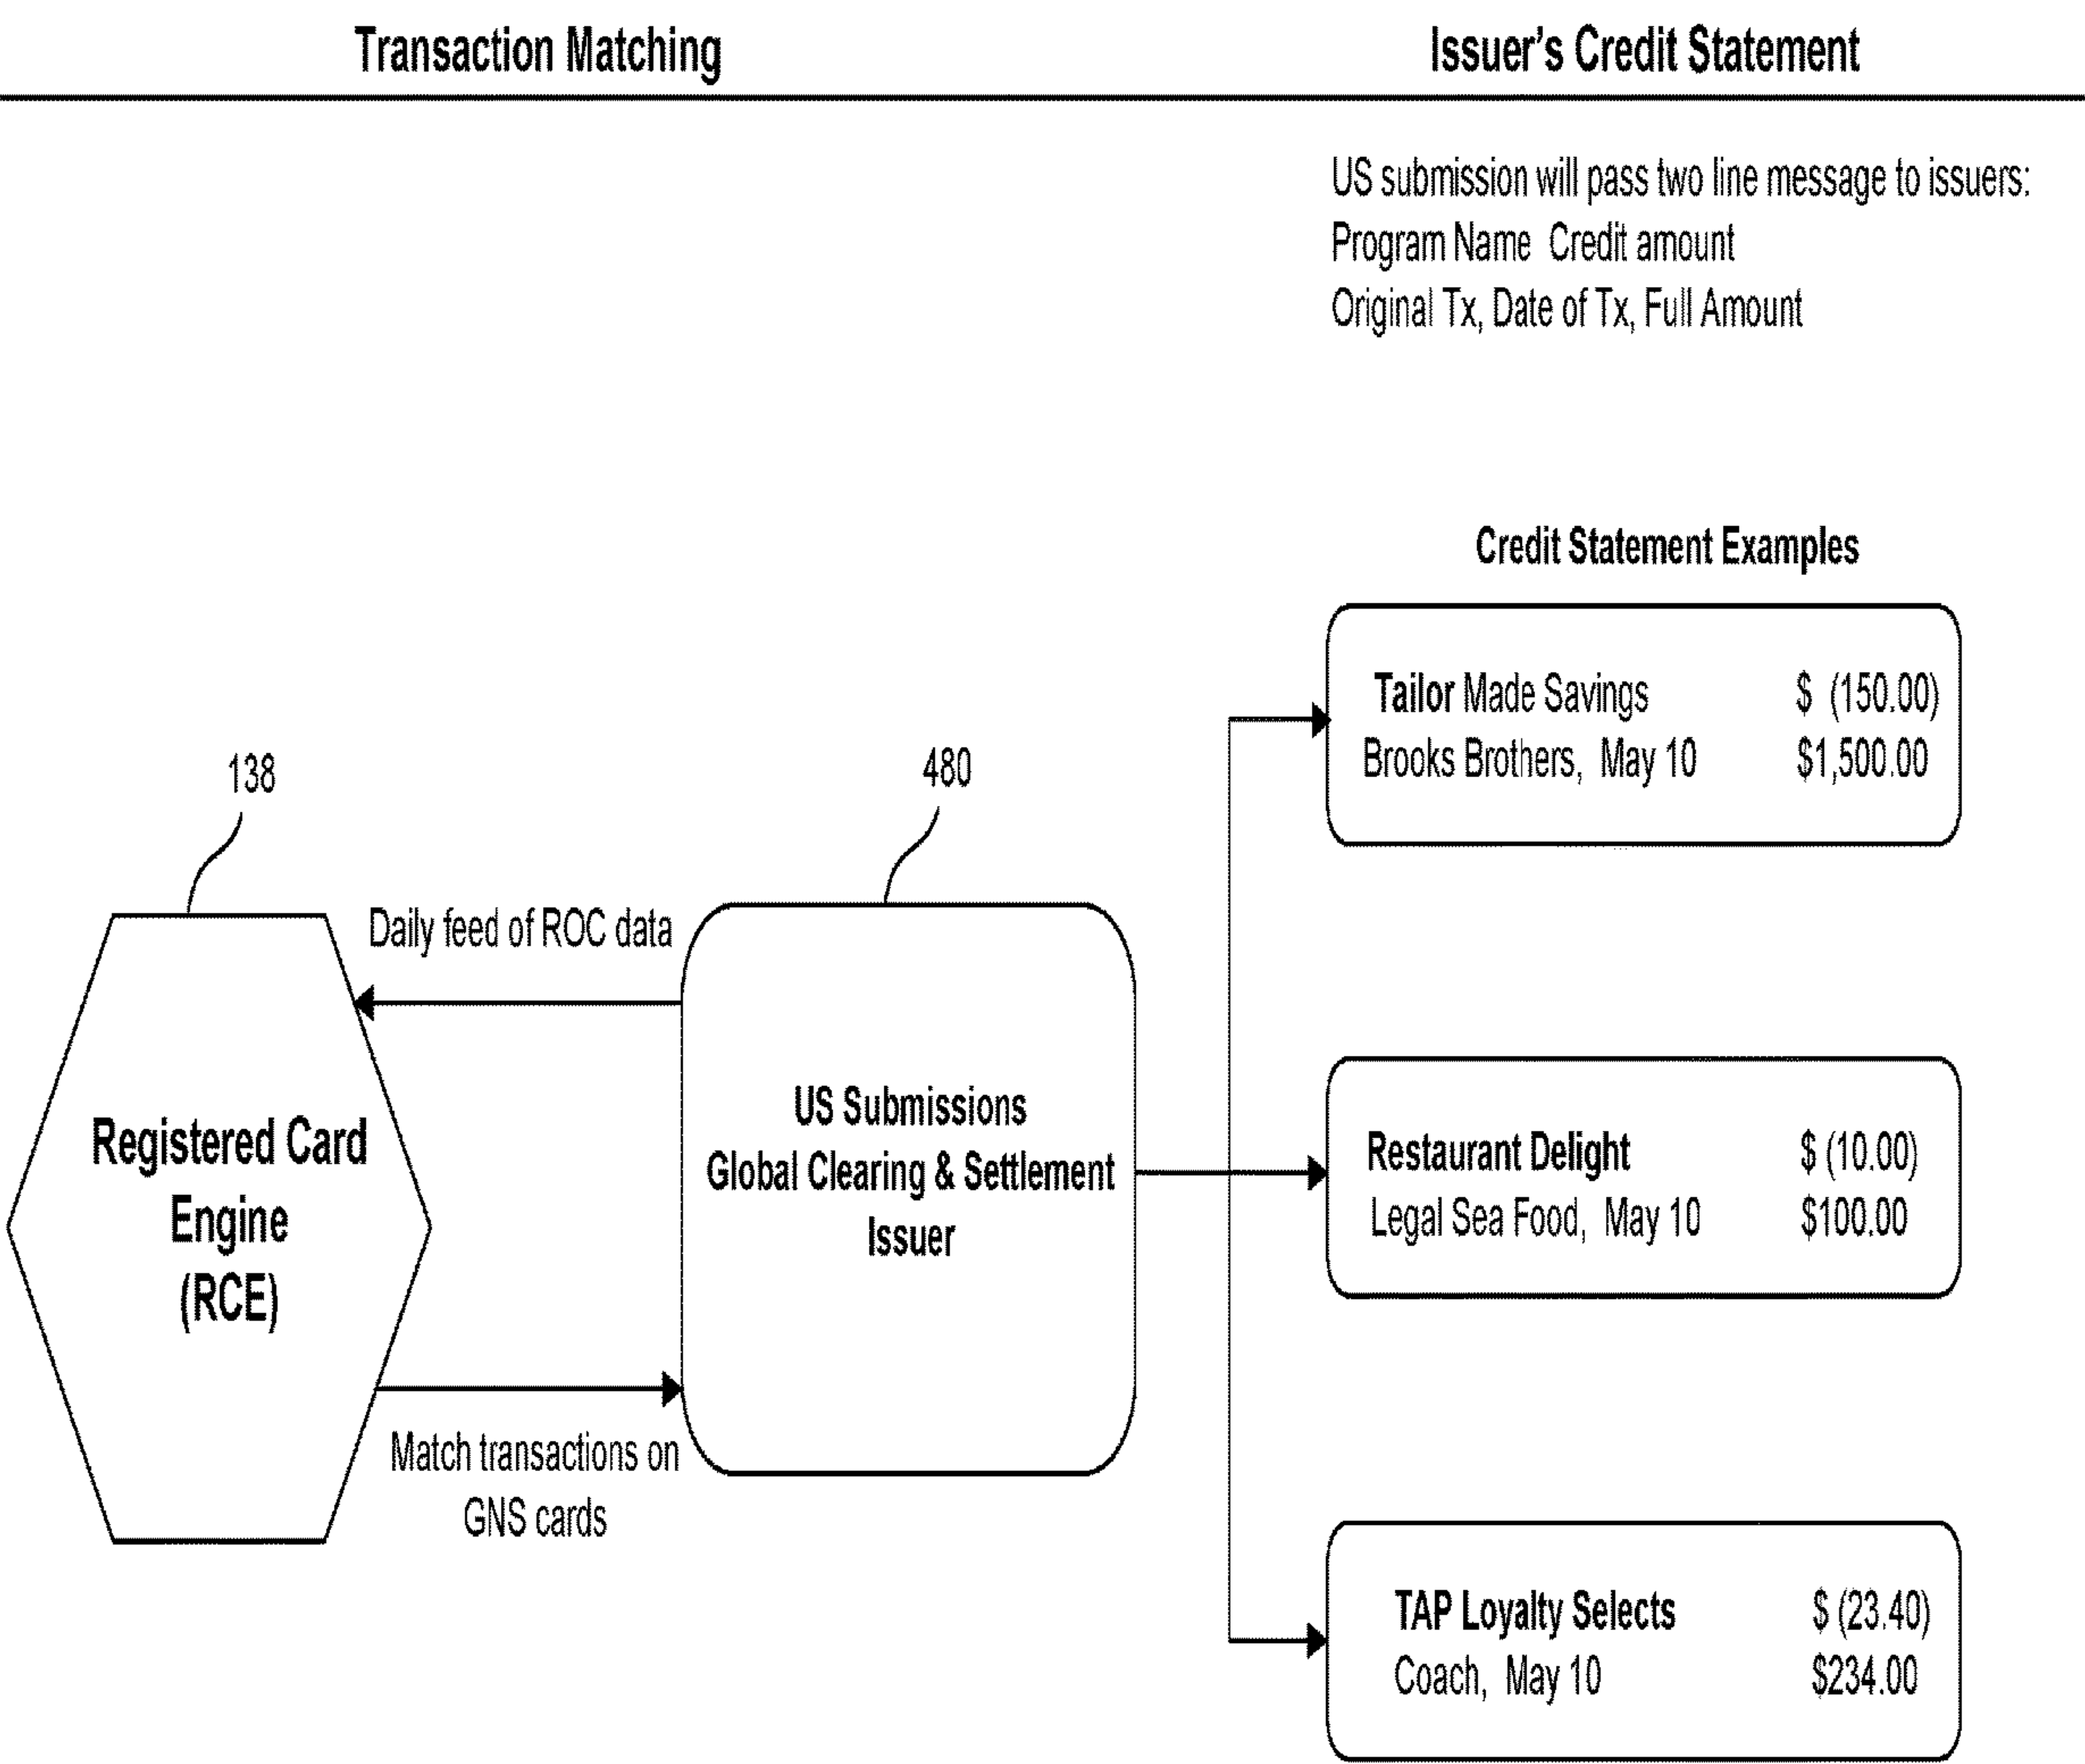 Transaction Matching
Issuer's Credit Statement
US submission will pass two line message to issuers:
Program Name Credit amount
Original Tx, Date of Tx, Full Amount
Credit Statement Examples
Tailor Made Savings $ (150.00)
Brooks Brothers, May 10 $1,500.00
138
480
Daily feed of ROC data
Registered Card
Engine
(RCE)
US Submissions
Global Clearing & Settlement
Issuer
Match transactions on
GNS cards
Restaurant Delight $ (10.00)
Legal Sea Food, May 10 $100.00
TAP Loyalty Selects $ (23.40)
Coach, May 10 $234.00